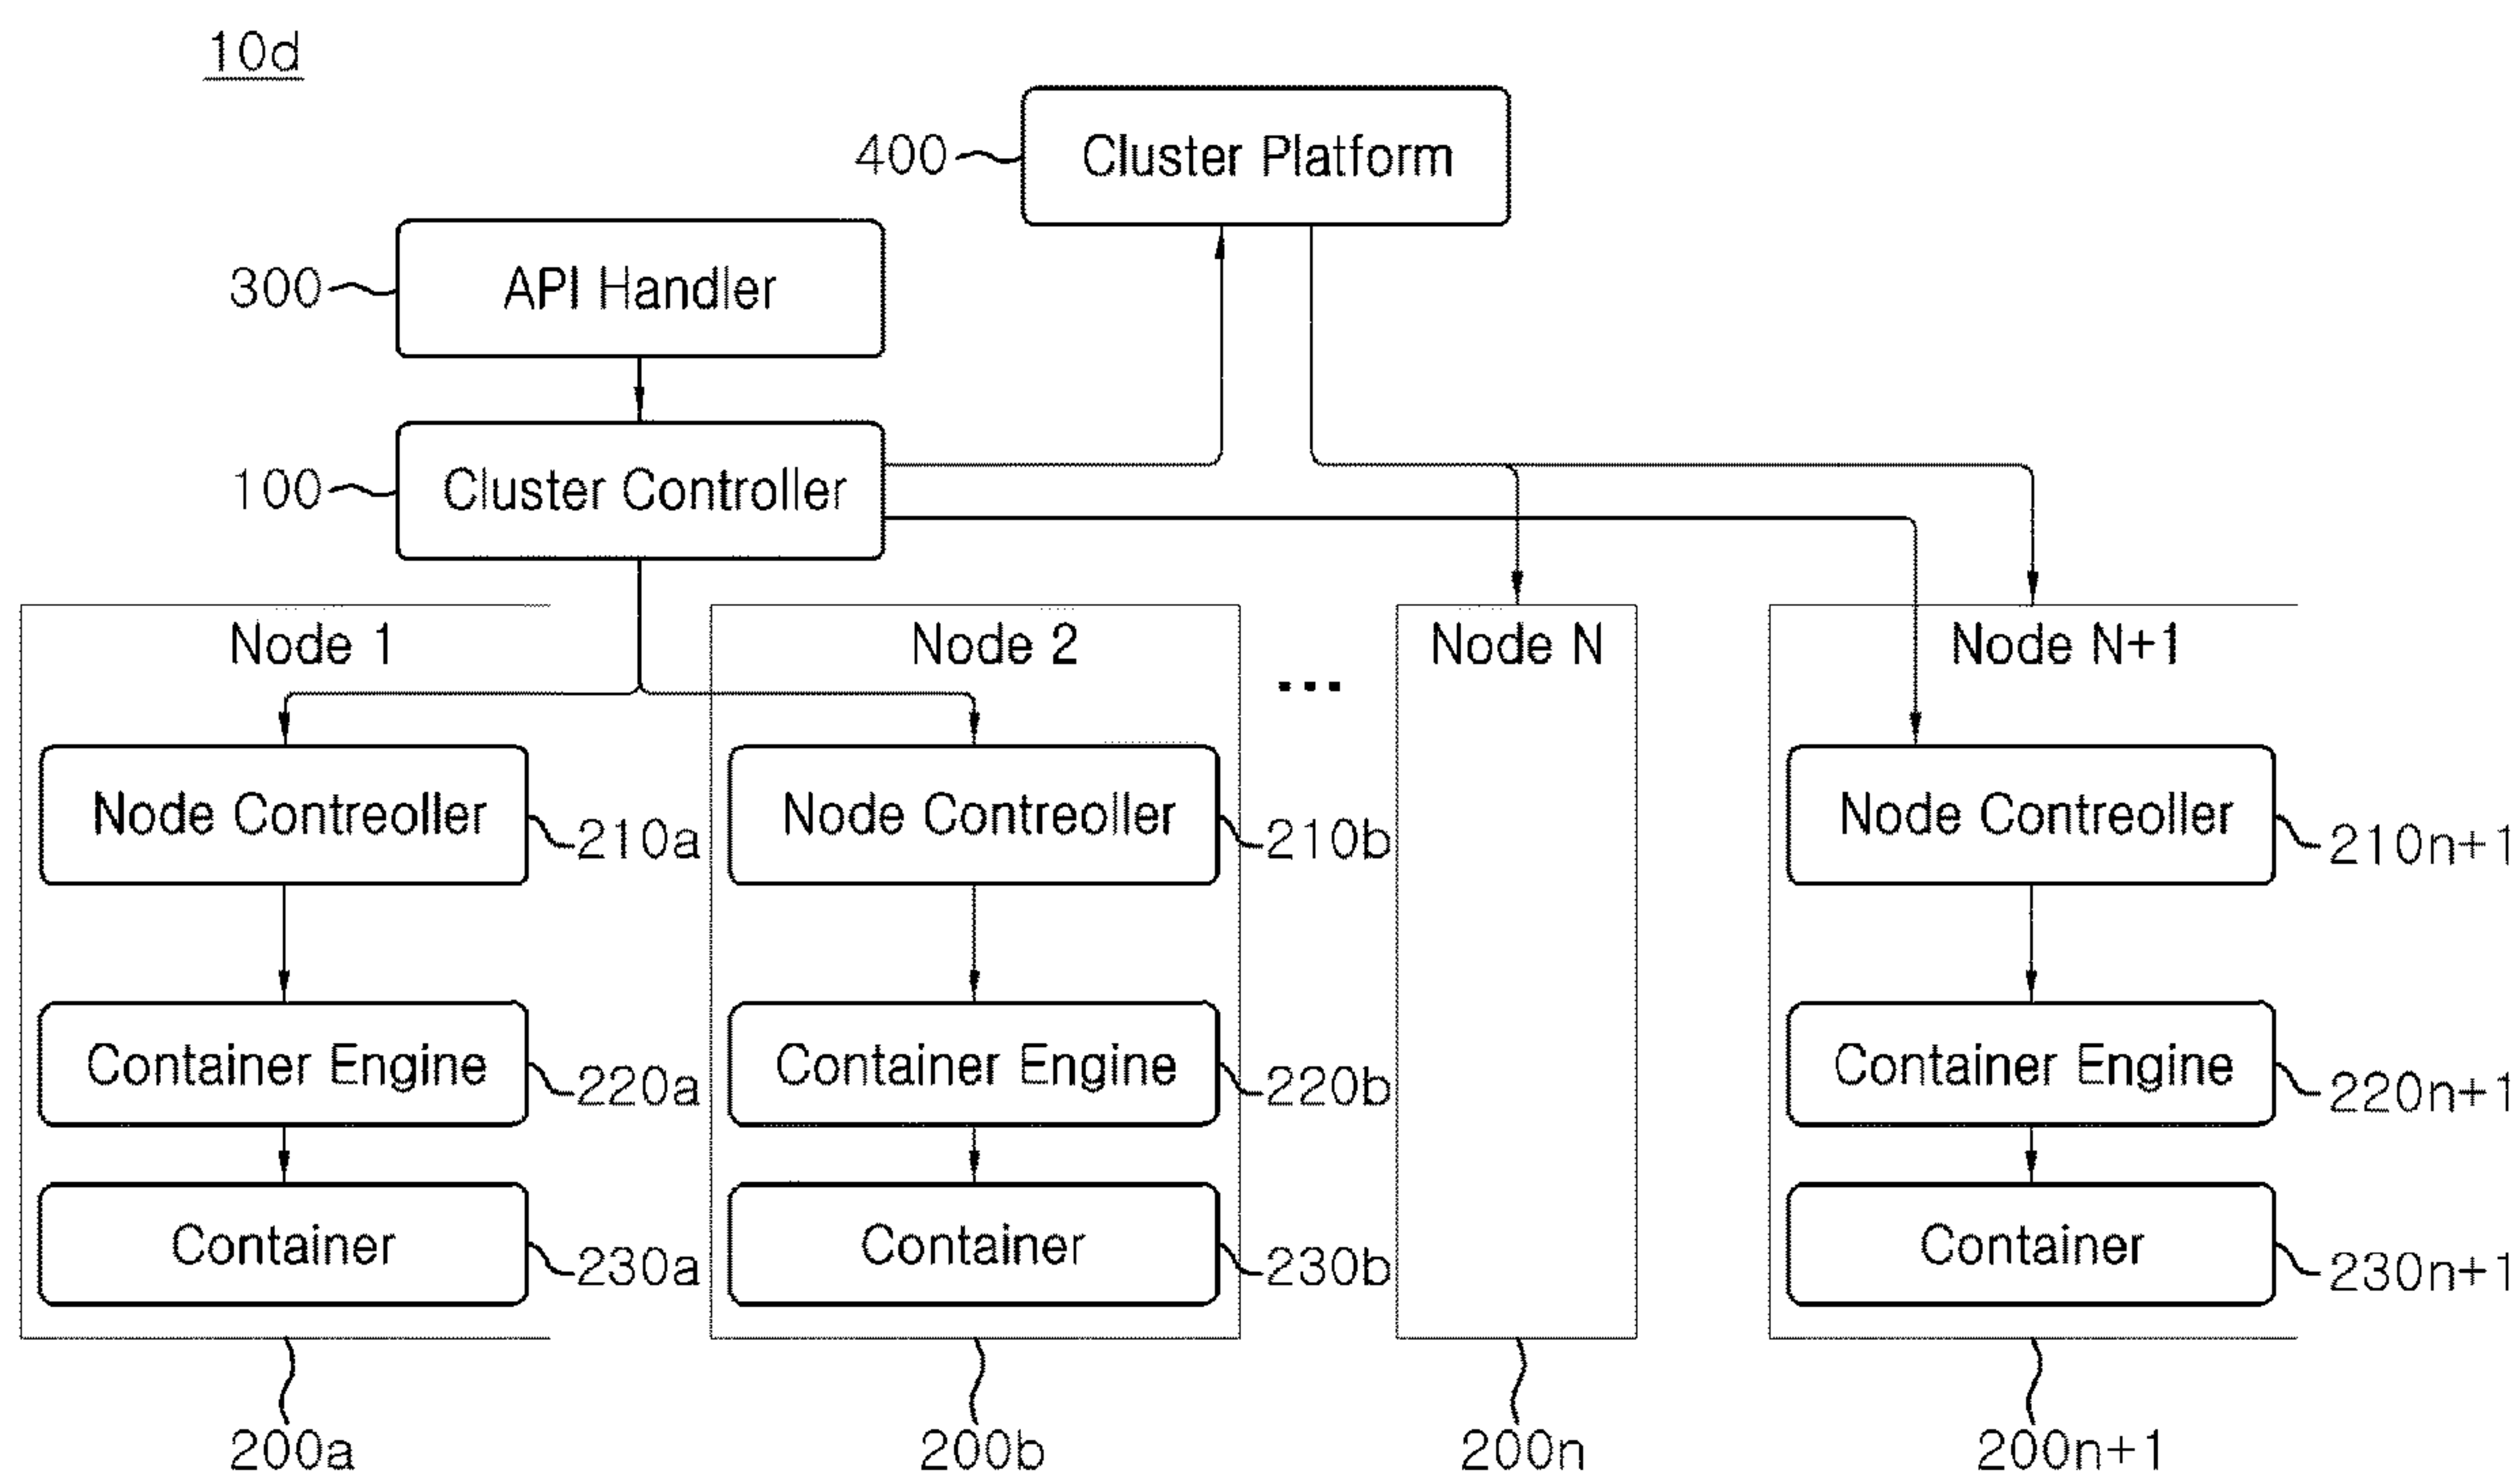 10d
400
Cluster Platform
300
API Handler
100
Cluster Controller
Node 1
Node 2
...
Node N
Node N+1
Node Contreoller
210a
Node Contreoller
210b
Node Contreoller
210n+1
Container Engine
220a
Container Engine
220b
Container Engine
220n+1
Container
230a
Container
230b
Container
230n+1
200a
200b
200n
200n+1